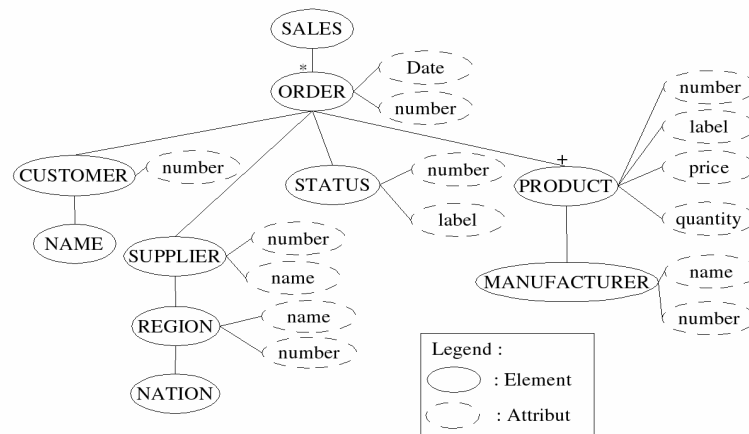 SALES
*
Date
ORDER
number
number
label
+
CUSTOMER
number
STATUS
number
PRODUCT
price
label
quantity
NAME
SUPPLIER
number
name
MANUFACTURER
name
number
REGION
name
number
NATION
Legend :
: Element
: Attribut